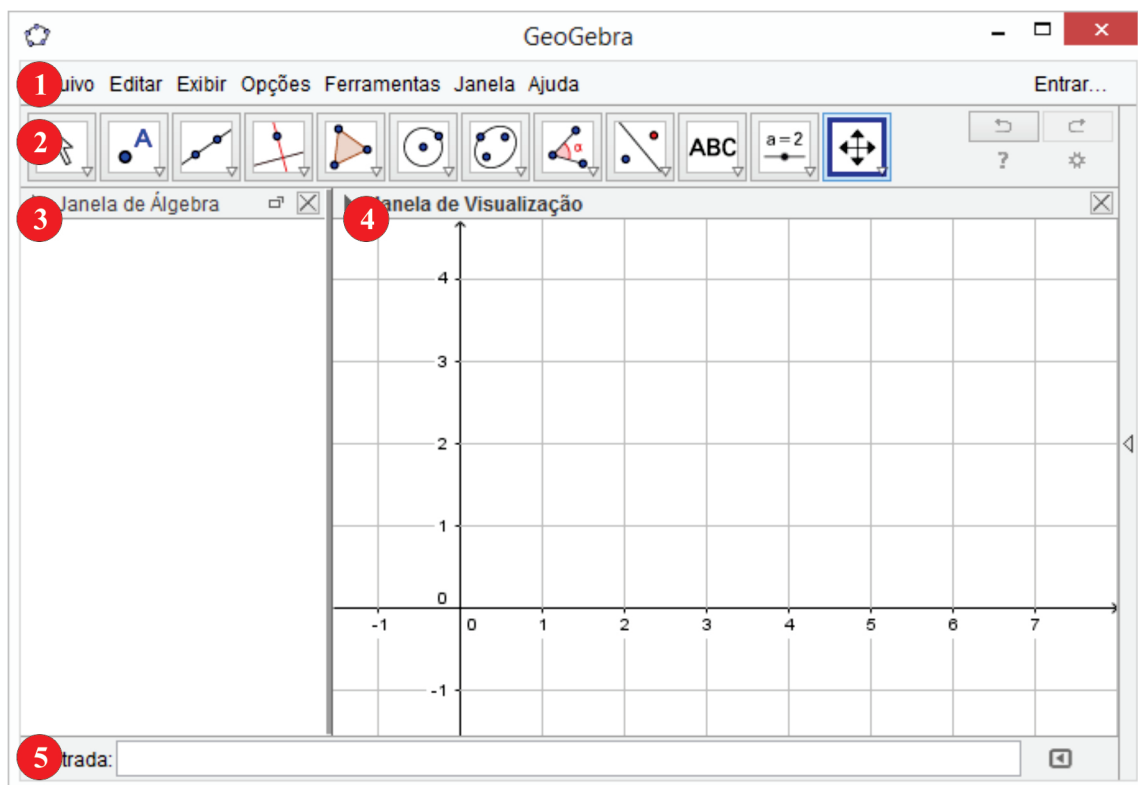 GeoGebra
1 uivo Editar Exibir Opções Ferramentas Janela Ajuda Entrar...
2 A α ABC a=2 ?
3 Janela de Álgebra 4 anela de Visualização
4
3
2
1
0
-1 0 1 2 3 4 5 6 7
-1
5 trada: